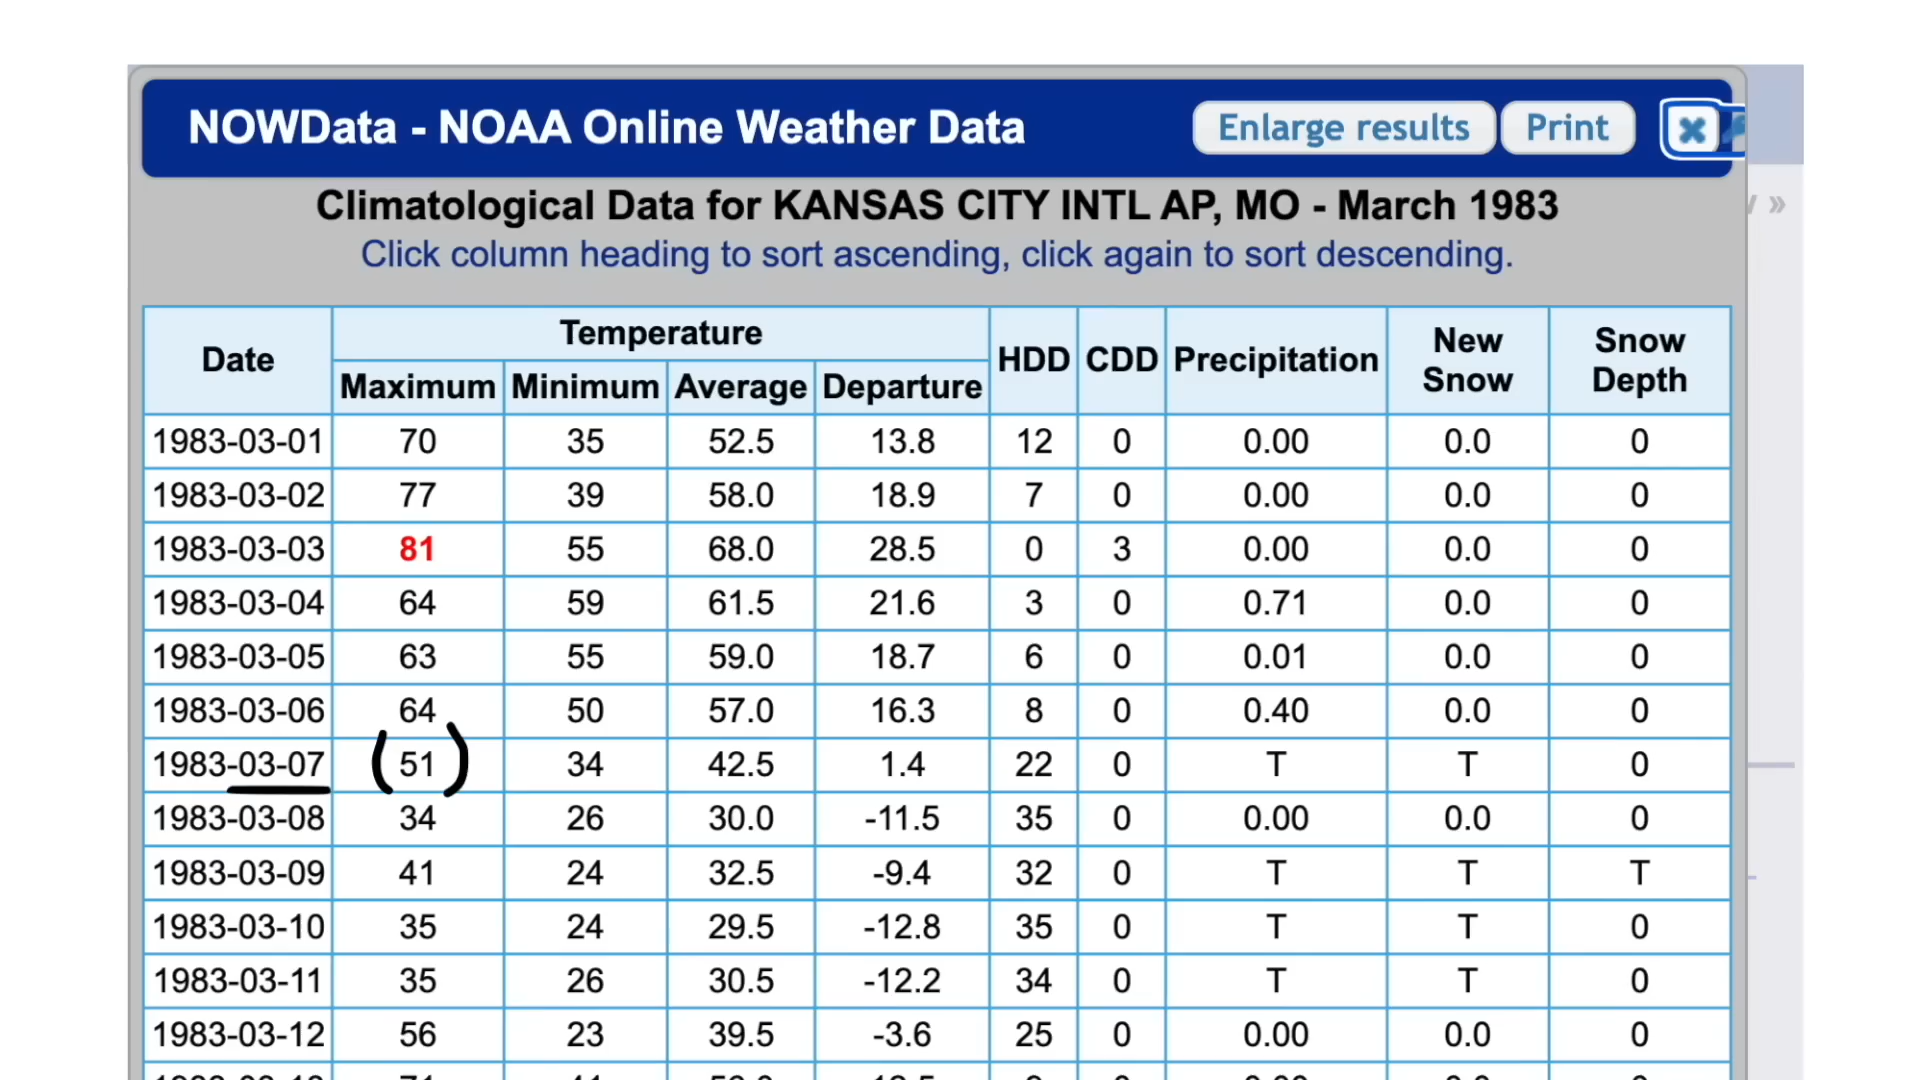 NOWData - NOAA Online Weather Data
Enlarge results
Print
Climatological Data for KANSAS CITY INTL AP, MO - March 1983
Click column heading to sort ascending, click again to sort descending.
Date Temperature HDD CDD Precipitation New Snow Snow Depth
Maximum Minimum Average Departure
1983-03-01 70 35 52.5 13.8 12 0 0.00 0.0 0
1983-03-02 77 39 58.0 18.9 7 0 0.00 0.0 0
1983-03-03 81 55 68.0 28.5 0 3 0.00 0.0 0
1983-03-04 64 59 61.5 21.6 3 0 0.71 0.0 0
1983-03-05 63 55 59.0 18.7 6 0 0.01 0.0 0
1983-03-06 64 50 57.0 16.3 8 0 0.40 0.0 0
1983-03-07 (51) 34 42.5 1.4 22 0 T T 0
1983-03-08 34 26 30.0 -11.5 35 0 0.00 0.0 0
1983-03-09 41 24 32.5 -9.4 32 0 T T T
1983-03-10 35 24 29.5 -12.8 35 0 T T 0
1983-03-11 35 26 30.5 -12.2 34 0 T T 0
1983-03-12 56 23 39.5 -3.6 25 0 0.00 0.0 0